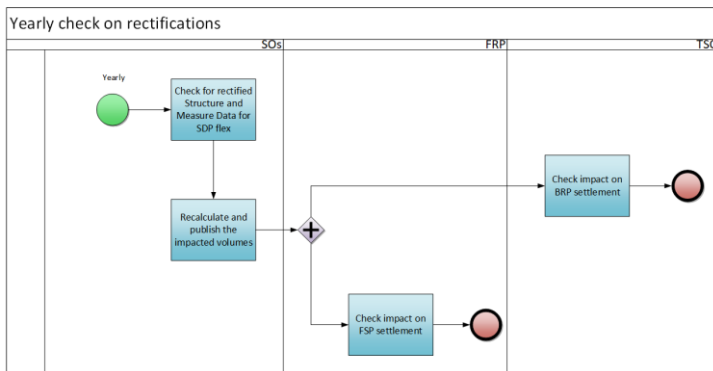 Yearly check on rectifications
SOs
FRP
TSO
Yearly
Check for rectified
Structure and
Measure Data for
SDP flex
Recalculate and
publish the
impacted volumes
Check impact on
BRP settlement
Check impact on
FSP settlement